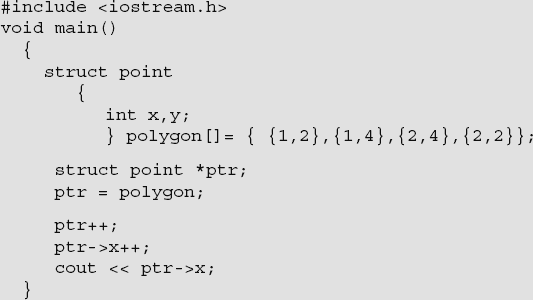 #include <iostream.h>
void main()
{
struct point
{
int x,y;
} polygon[]= { {1,2},{1,4},{2,4},{2,2}};
struct point *ptr;
ptr = polygon;
ptr++;
ptr->x++;
cout << ptr->x;
}